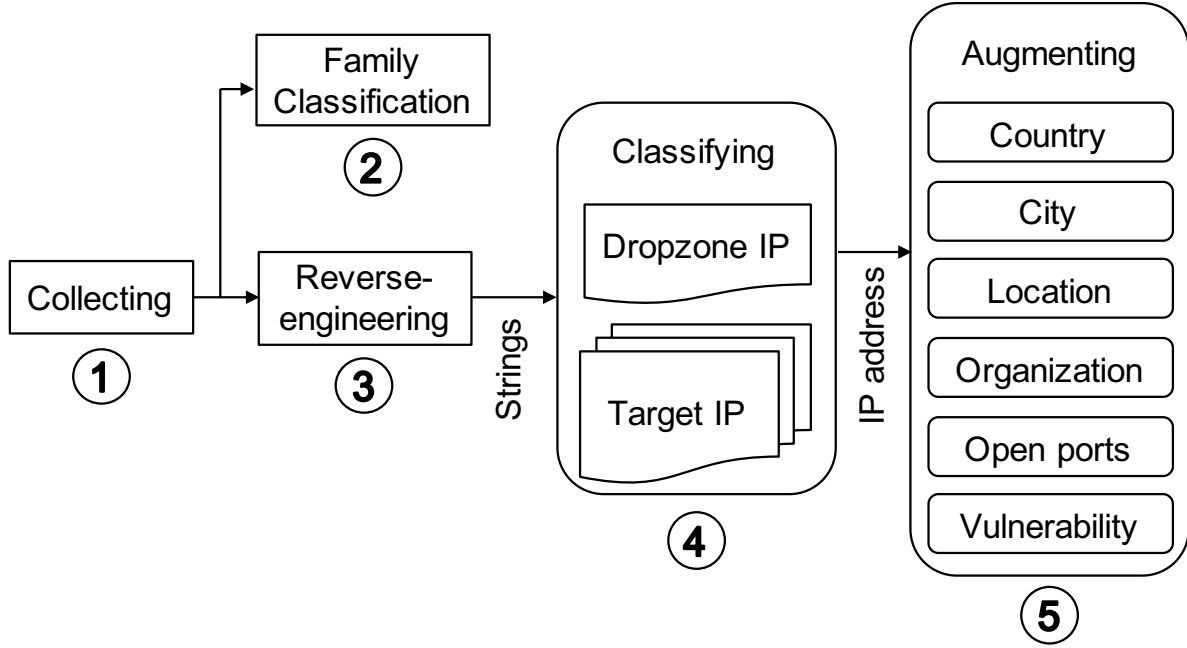 Collecting
1
Family
Classification
2
Reverse-
engineering
3
Strings
Classifying
Dropzone IP
Target IP
4
IP address
Augmenting
Country
City
Location
Organization
Open ports
Vulnerability
5